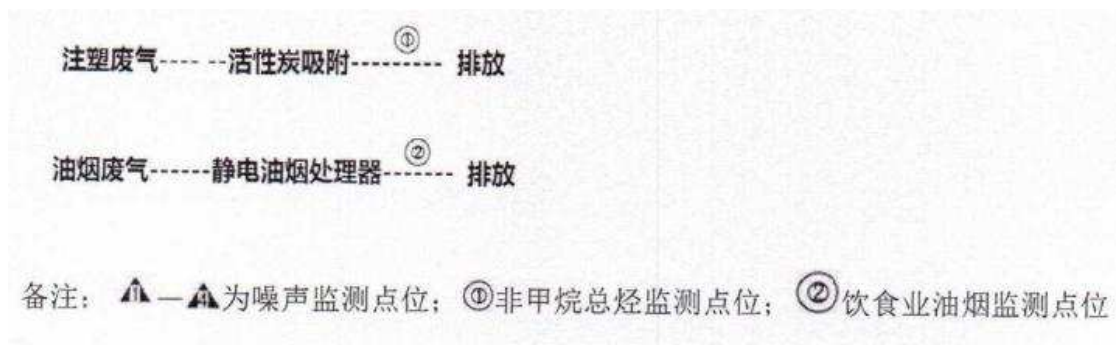 注塑废气---- --活性炭吸附---------①排放
油烟废气------静电油烟处理器-------②排放
备注：▲1—▲4为噪声监测点位；①非甲烷总烃监测点位；②饮食业油烟监测点位